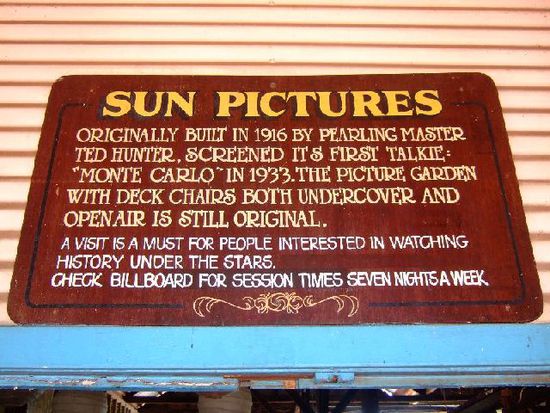 SUN PICTURES
ORIGINALLY BUILT IN 1916 BY PEARLING MASTER
TED HUNTER, SCREENED ITS FIRST TALKIE:
"MONTE CARLO" IN 1933. THE PICTURE GARDEN
WITH DECK CHAIRS BOTH UNDERCOVER AND
OPENAIR IS STILL ORIGINAL.
A VISIT IS A MUST FOR PEOPLE INTERESTED IN WATCHING
HISTORY UNDER THE STARS.
CHECK BILLBOARD FOR SESSION TIMES SEVEN NIGHTS A WEEK.